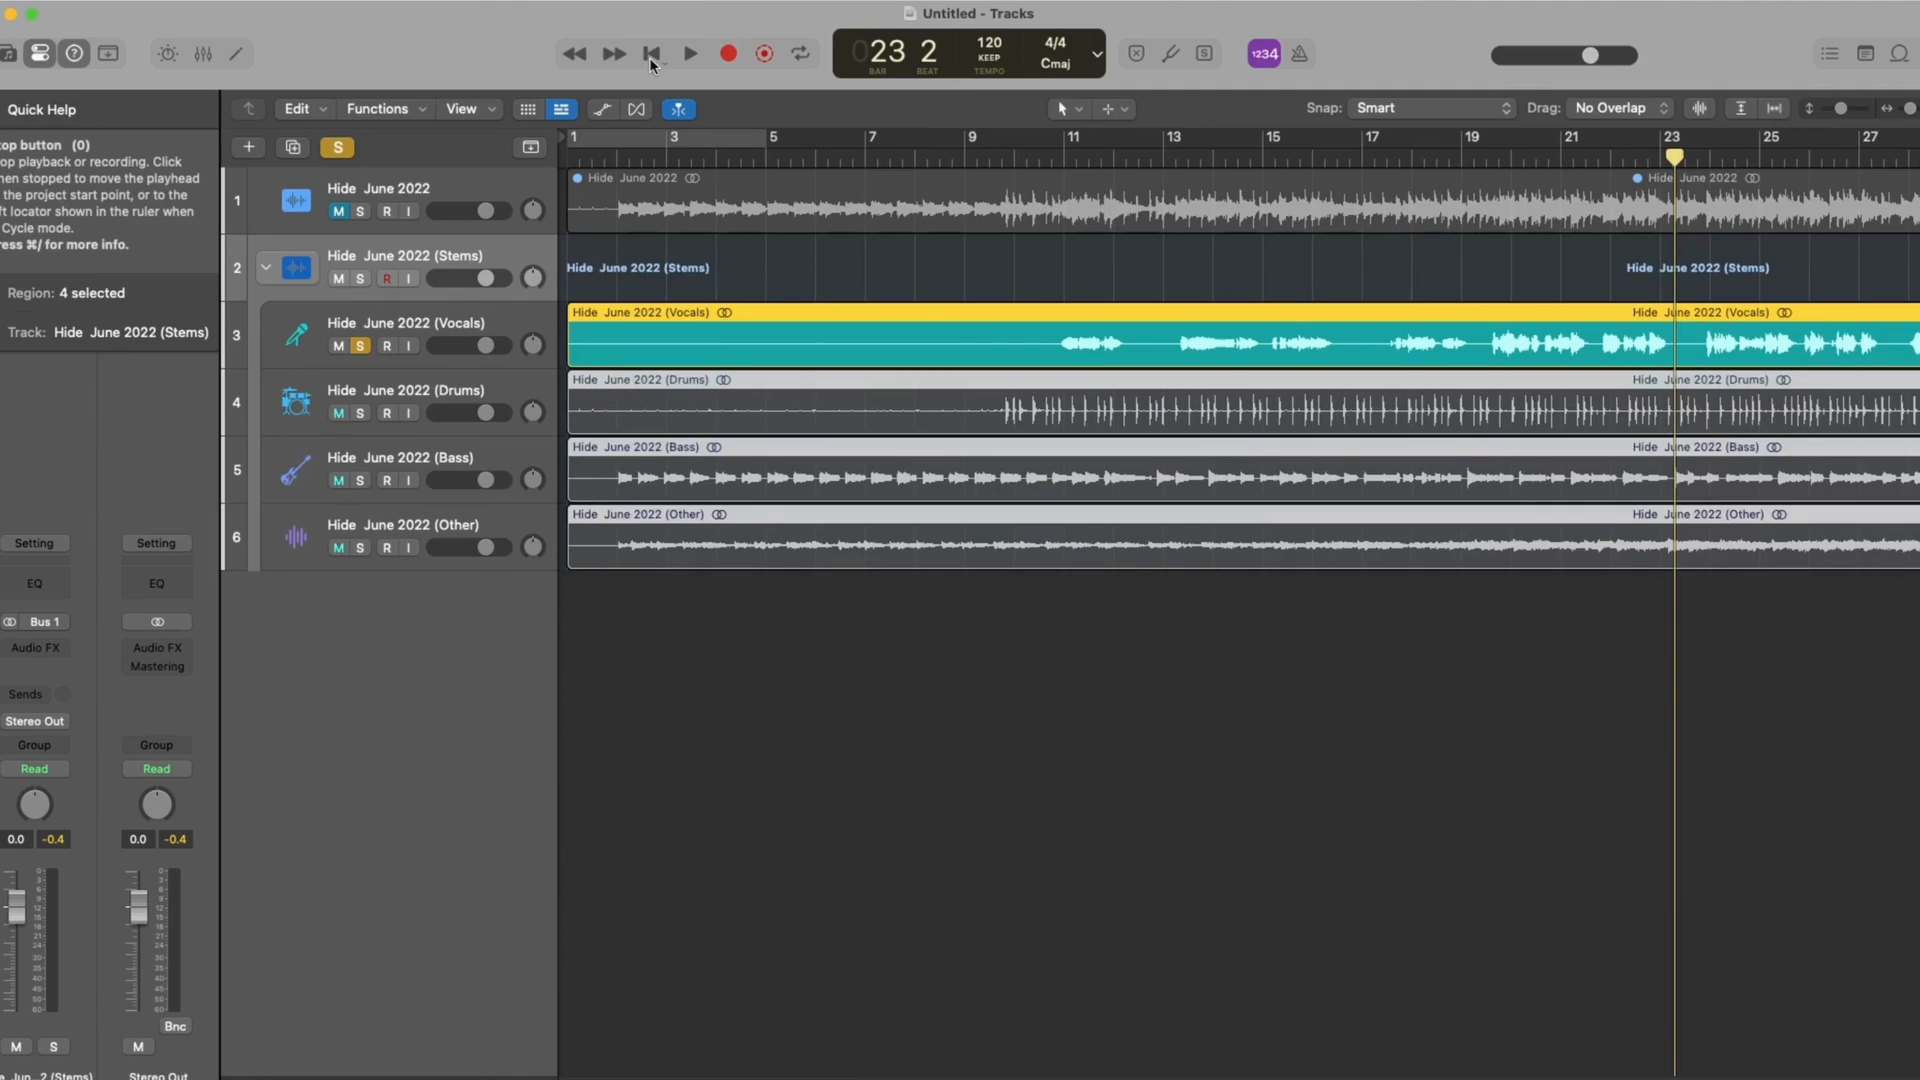 Untitled - Tracks
23 2
BAR BEAT
120
KEEP
TEMPO
4/4
Cmaj
1234
Quick Help
top button (0)
op playback or recording. Click
hen stopped to move the playhead
the project start point, or to the
ft locator shown in the ruler when
Cycle mode.
ress ⌘/ for more info.
Region: 4 selected
Track: Hide June 2022 (Stems)
Edit Functions View
Snap: Smart Drag: No Overlap
S
1 3 5 7 9 11 13 15 17 19 21 23 25 27
1 Hide June 2022
M S R I
Hide June 2022 Hide June 2022
2 Hide June 2022 (Stems)
M S R I
Hide June 2022 (Stems) Hide June 2022 (Stems)
3 Hide June 2022 (Vocals)
M S R I
Hide June 2022 (Vocals) Hide June 2022 (Vocals)
4 Hide June 2022 (Drums)
M S R I
Hide June 2022 (Drums) Hide June 2022 (Drums)
5 Hide June 2022 (Bass)
M S R I
Hide June 2022 (Bass) Hide June 2022 (Bass)
6 Hide June 2022 (Other)
M S R I
Hide June 2022 (Other) Hide June 2022 (Other)
Setting Setting
EQ EQ
Bus 1
Audio FX Audio FX
Mastering
Sends
Stereo Out
Group Group
Read Read
0.0 -0.4 0.0 -0.4
Bnc
M S M
e Jun...2 (Stems) Stereo Out